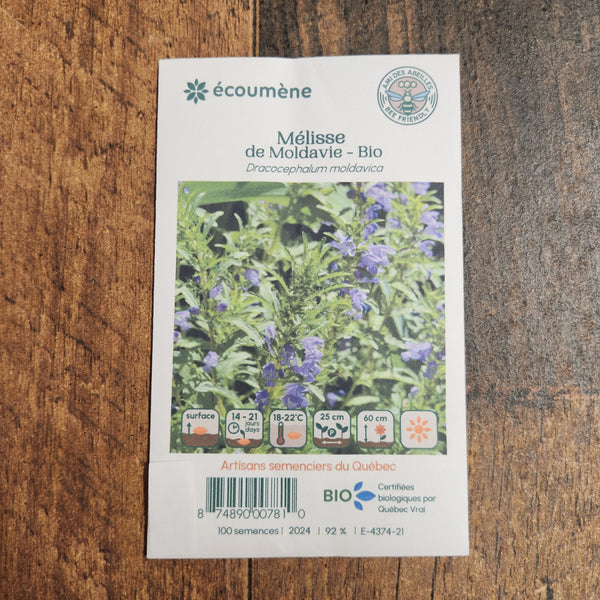 écoumène
AMI DES ABEILLES
BEE FRIENDLY
Mélisse
de Moldavie - Bio
Dracocephalum moldavica
surface
14 - 21
jours
days
18-22°C
25 cm
P
60 cm
Artisans semenciers du Québec
8 74890 00781 0
BIO
Certifiées
biologiques par
Québec Vrai
100 semences | 2024 | 92 % | E-4374-21